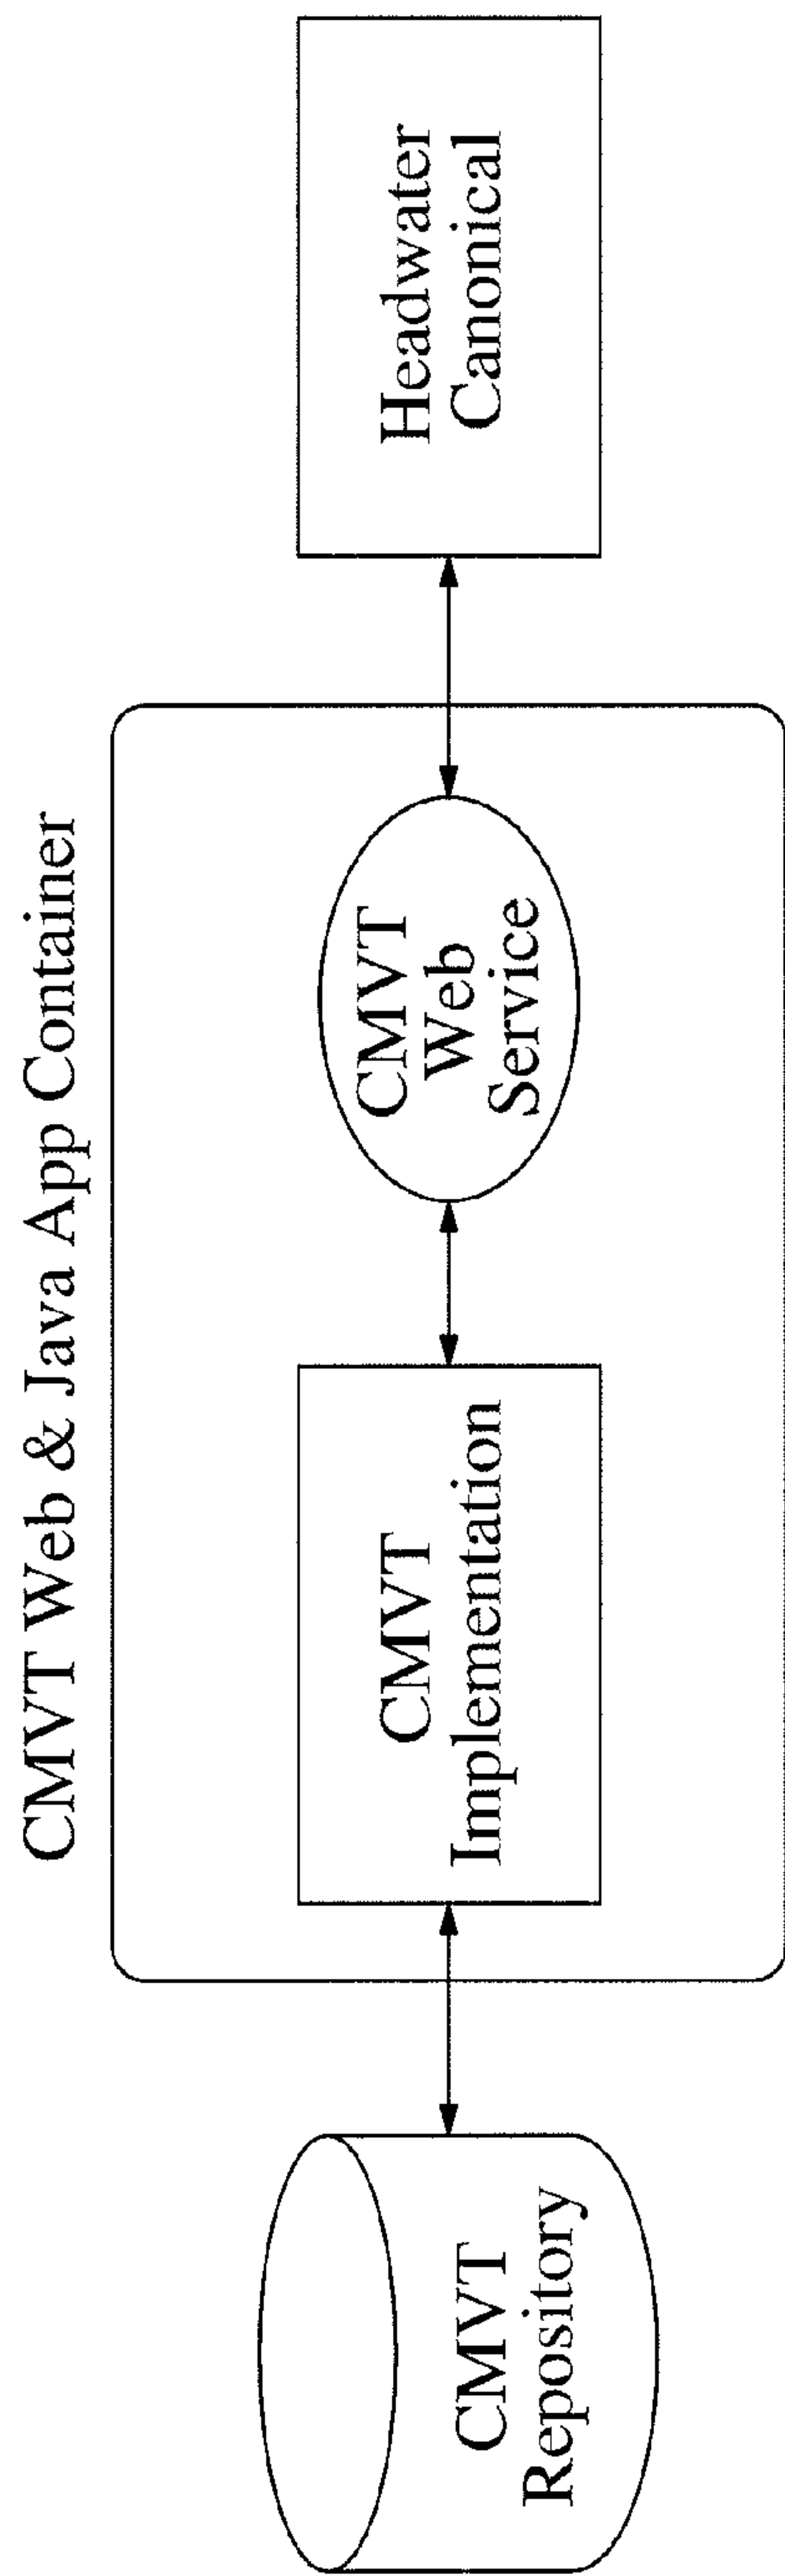 CMVT Web & Java App Container
CMVT
Repository
CMVT
Implementation
CMVT
Web
Service
Headwater
Canonical